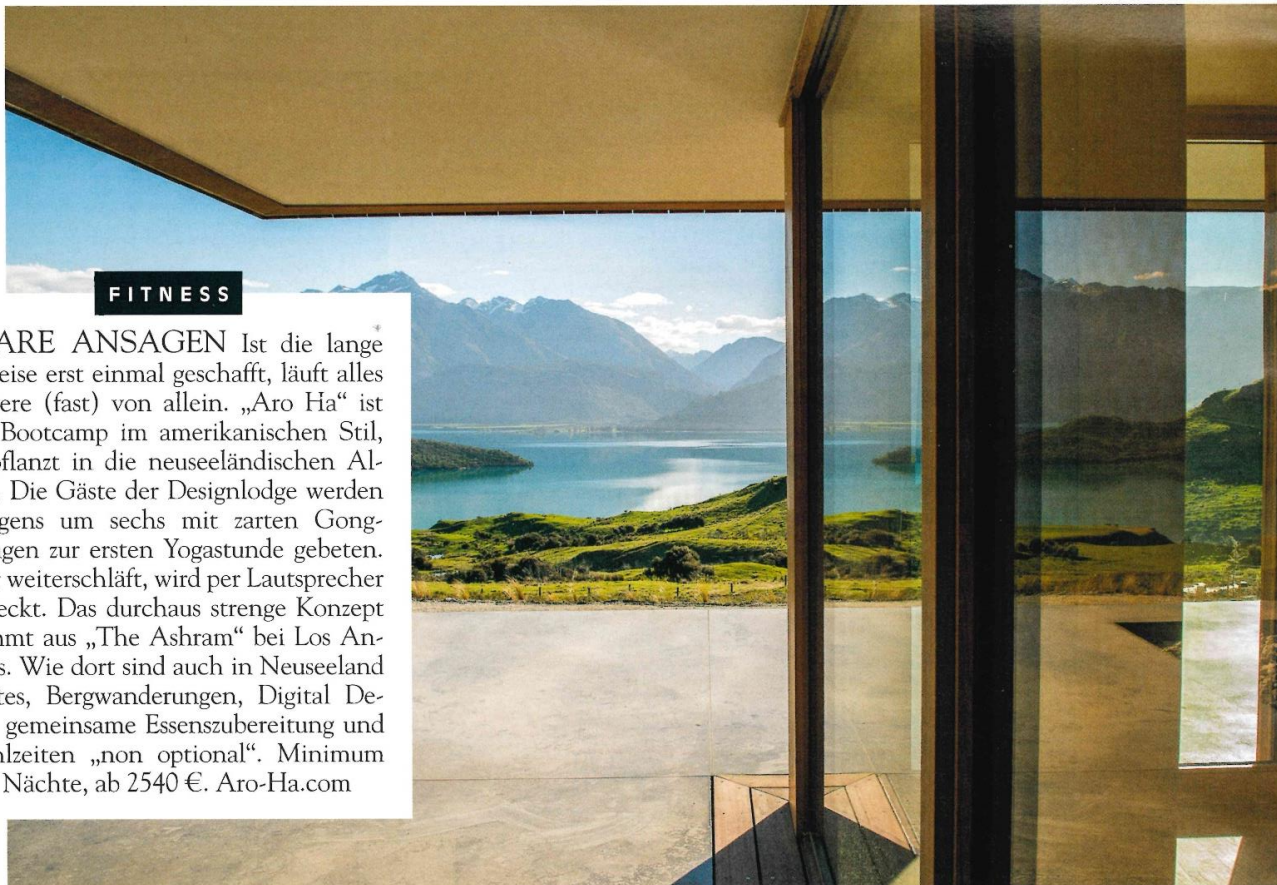 FITNESS
ARE ANSAGEN Ist die lange
eise erst einmal geschafft, läuft alles
ere (fast) von allein. „Aro Ha“ ist
Bootcamp im amerikanischen Stil,
pflanzt in die neuseeländischen Al-
. Die Gäste der Designlodge werden
gens um sechs mit zarten Gong-
ngen zur ersten Yogastunde gebeten.
r weiterschläft, wird per Lautsprecher
eckt. Das durchaus strenge Konzept
mmt aus „The Ashram“ bei Los An-
s. Wie dort sind auch in Neuseeland
tes, Bergwanderungen, Digital De-
gemeinsame Essenszubereitung und
hlzeiten „non optional“. Minimum
Nächte, ab 2540 €. Aro-Ha.com